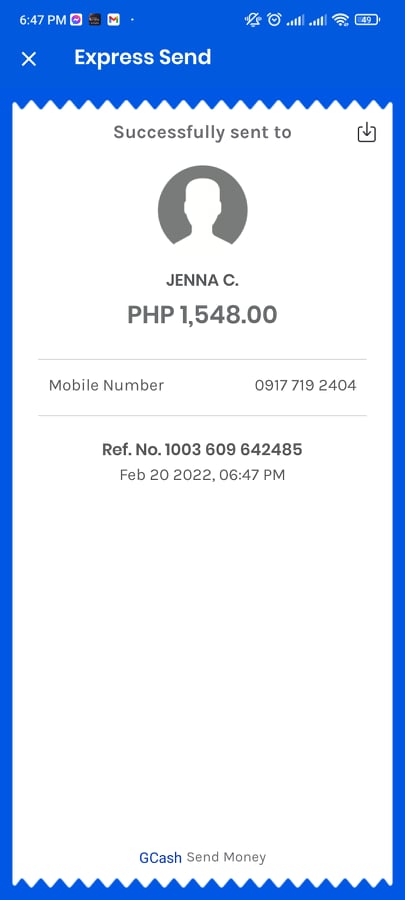 6:47 PM
49
Express Send
Successfully sent to
JENNA C.
PHP 1,548.00
Mobile Number 0917 719 2404
Ref. No. 1003 609 642485
Feb 20 2022, 06:47 PM
GCash Send Money